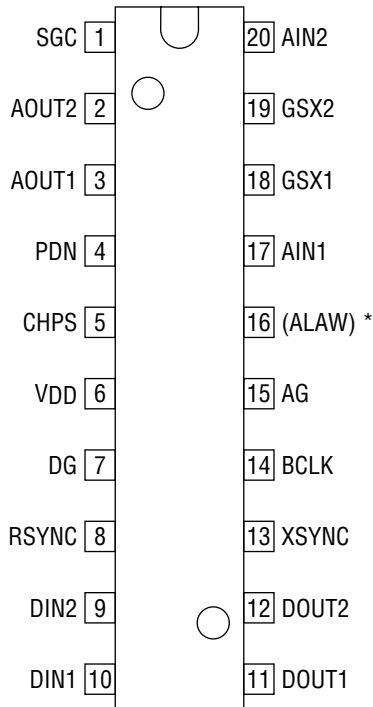 SGC 1 20 AIN2
AOUT2 2 19 GSX2
AOUT1 3 18 GSX1
PDN 4 17 AIN1
CHPS 5 16 (ALAW) *
VDD 6 15 AG
DG 7 14 BCLK
RSYNC 8 13 XSYNC
DIN2 9 12 DOUT2
DIN1 10 11 DOUT1